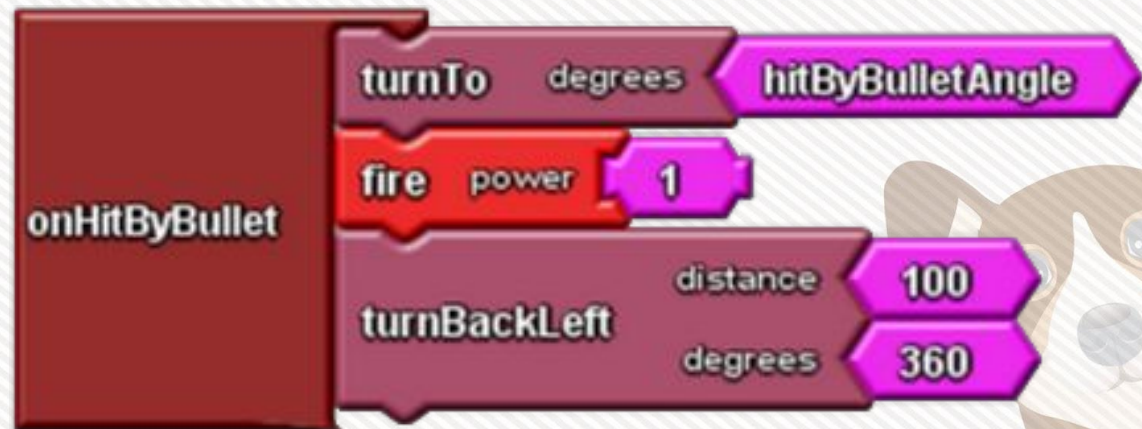 turnTo degrees hitByBulletAngle
fire power 1
onHitByBullet
distance 100
turnBackLeft
degrees 360